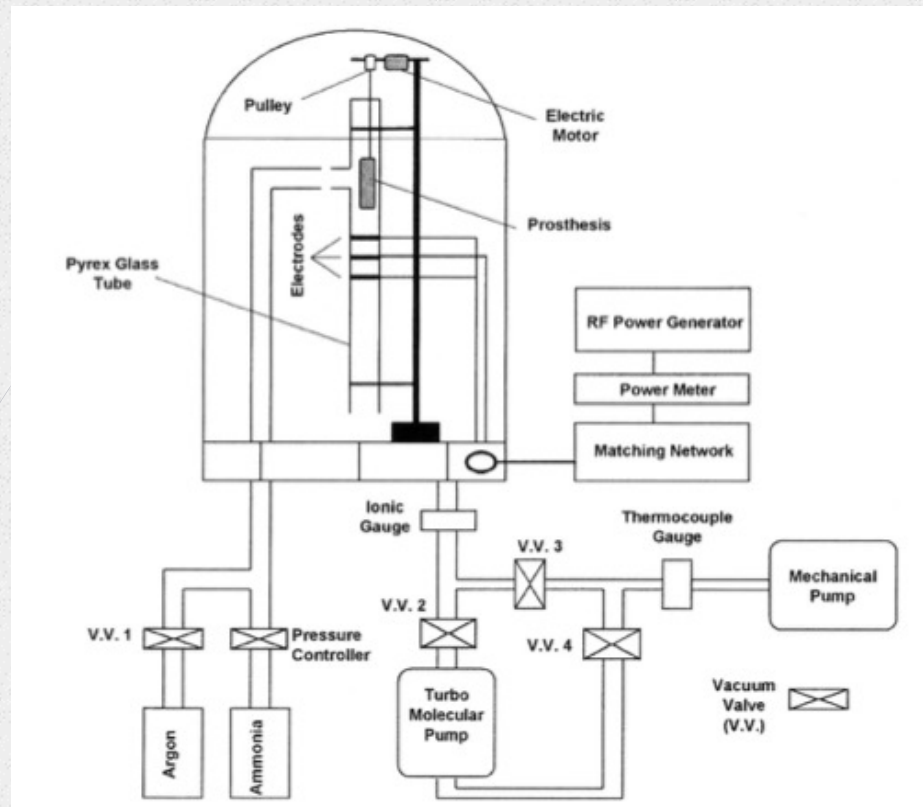 Pulley
Electric
Motor
Prosthesis
Electrodes
Pyrex Glass
Tube
RF Power Generator
Power Meter
Matching Network
Ionic
Gauge
Thermocouple
Gauge
V.V. 3
Mechanical
Pump
V.V. 1
Pressure
Controller
V.V. 2
V.V. 4
Turbo
Molecular
Pump
Vacuum
Valve
(V.V.)
Argon
Ammonia